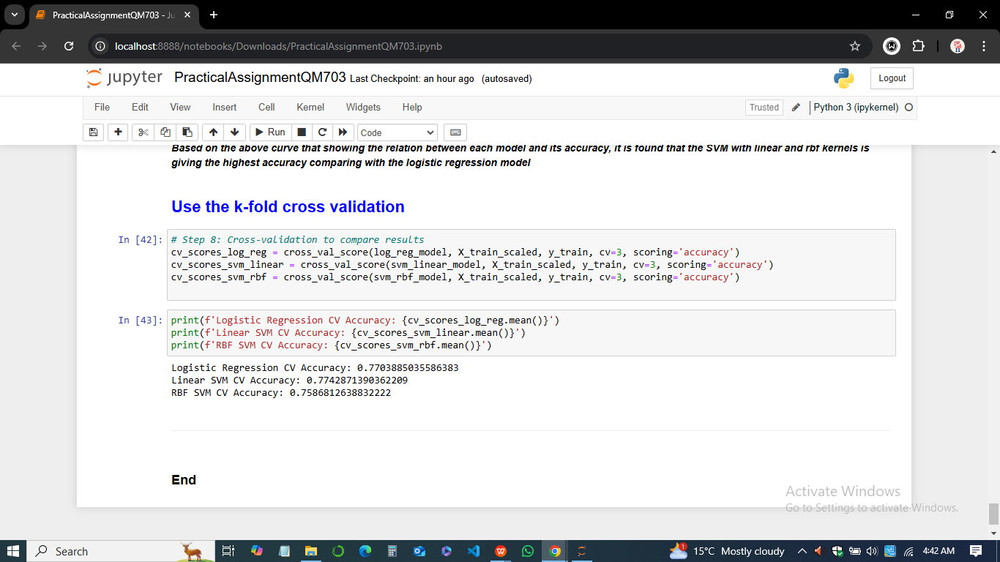 PracticalAssignmentQM703 - Ju
localhost:8888/notebooks/Downloads/PracticalAssignmentQM703.ipynb
jupyter PracticalAssignmentQM703 Last Checkpoint: an hour ago (autosaved)
Logout
File Edit View Insert Cell Kernel Widgets Help
Trusted Python 3 (ipykernel)
Run Code
Based on the above curve that showing the relation between each model and its accuracy, it is found that the SVM with linear and rbf kernels is
giving the highest accuracy comparing with the logistic regression model
Use the k-fold cross validation
In [42]: # Step 8: Cross-validation to compare results
cv_scores_log_reg = cross_val_score(log_reg_model, X_train_scaled, y_train, cv=3, scoring='accuracy')
cv_scores_svm_linear = cross_val_score(svm_linear_model, X_train_scaled, y_train, cv=3, scoring='accuracy')
cv_scores_svm_rbf = cross_val_score(svm_rbf_model, X_train_scaled, y_train, cv=3, scoring='accuracy')
In [43]: print(f'Logistic Regression CV Accuracy: {cv_scores_log_reg.mean()}')
print(f'Linear SVM CV Accuracy: {cv_scores_svm_linear.mean()}')
print(f'RBF SVM CV Accuracy: {cv_scores_svm_rbf.mean()}')
Logistic Regression CV Accuracy: 0.7703885035586383
Linear SVM CV Accuracy: 0.7742871390362209
RBF SVM CV Accuracy: 0.7586812638832222
End
Activate Windows
Go to Settings to activate Windows.
Search
1
15°C Mostly cloudy
4:42 AM